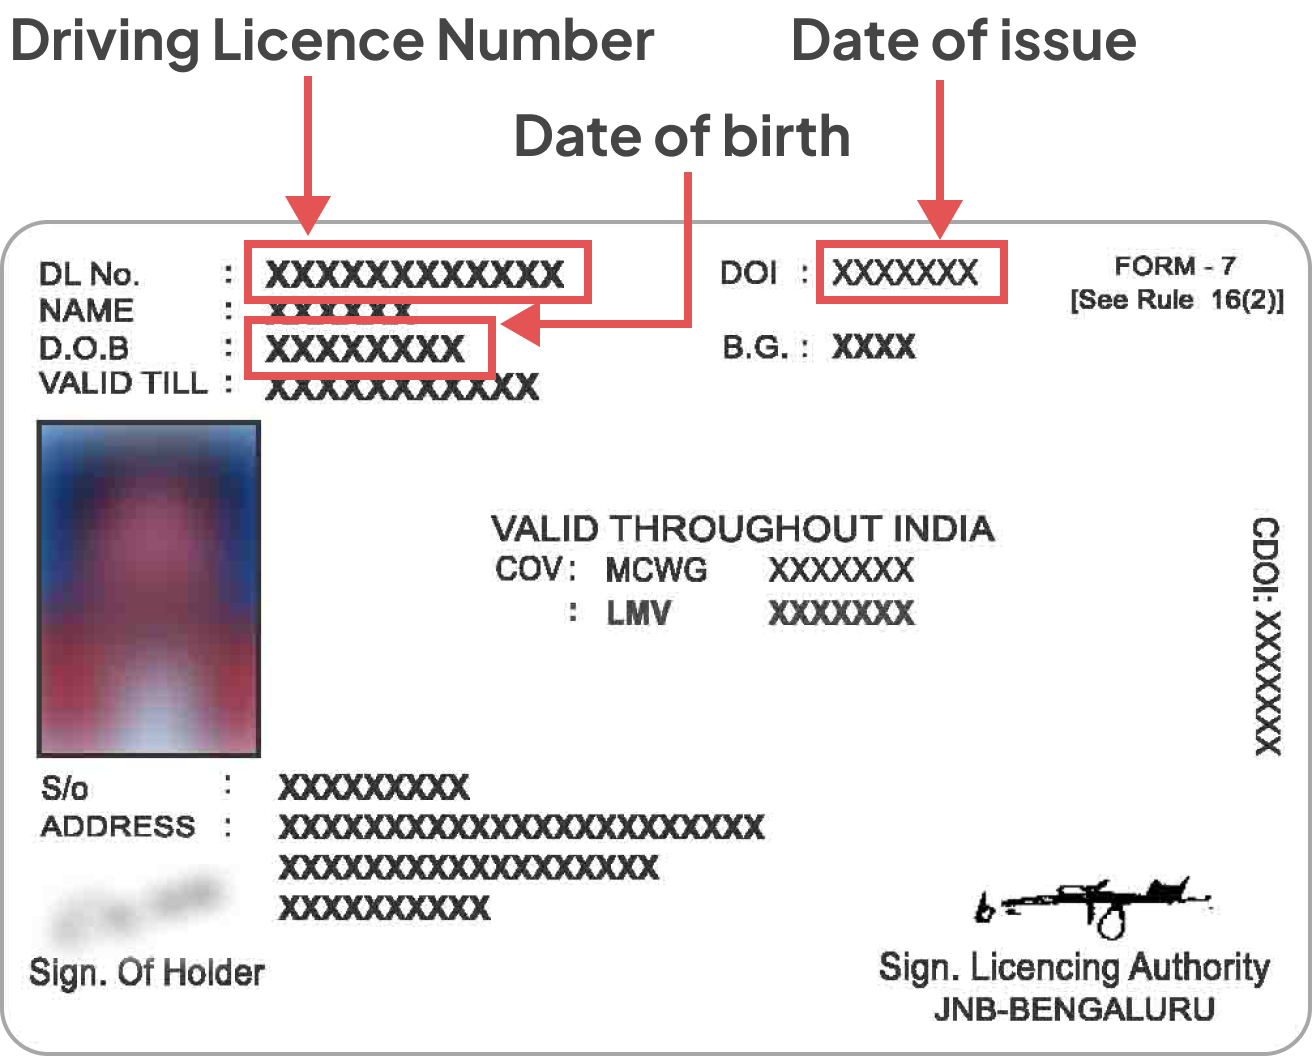 Driving Licence Number
Date of issue
Date of birth
DL No. : XXXXXXXXXXXX
DOI : XXXXXXX
FORM - 7
[See Rule 16(2)]
NAME : XXXXXX
D.O.B : XXXXXXXX
B.G. : XXXX
VALID TILL : XXXXXXXXXXX
VALID THROUGHOUT INDIA
COV : MCWG XXXXXXX
: LMV XXXXXXX
CDOI: XXXXXXX
S/o : XXXXXXXXX
ADDRESS : XXXXXXXXXXXXXXXXXXXXXXX
XXXXXXXXXXXXXXXXXX
XXXXXXXXXX
Sign. Of Holder
Sign. Licencing Authority
JNB-BENGALURU